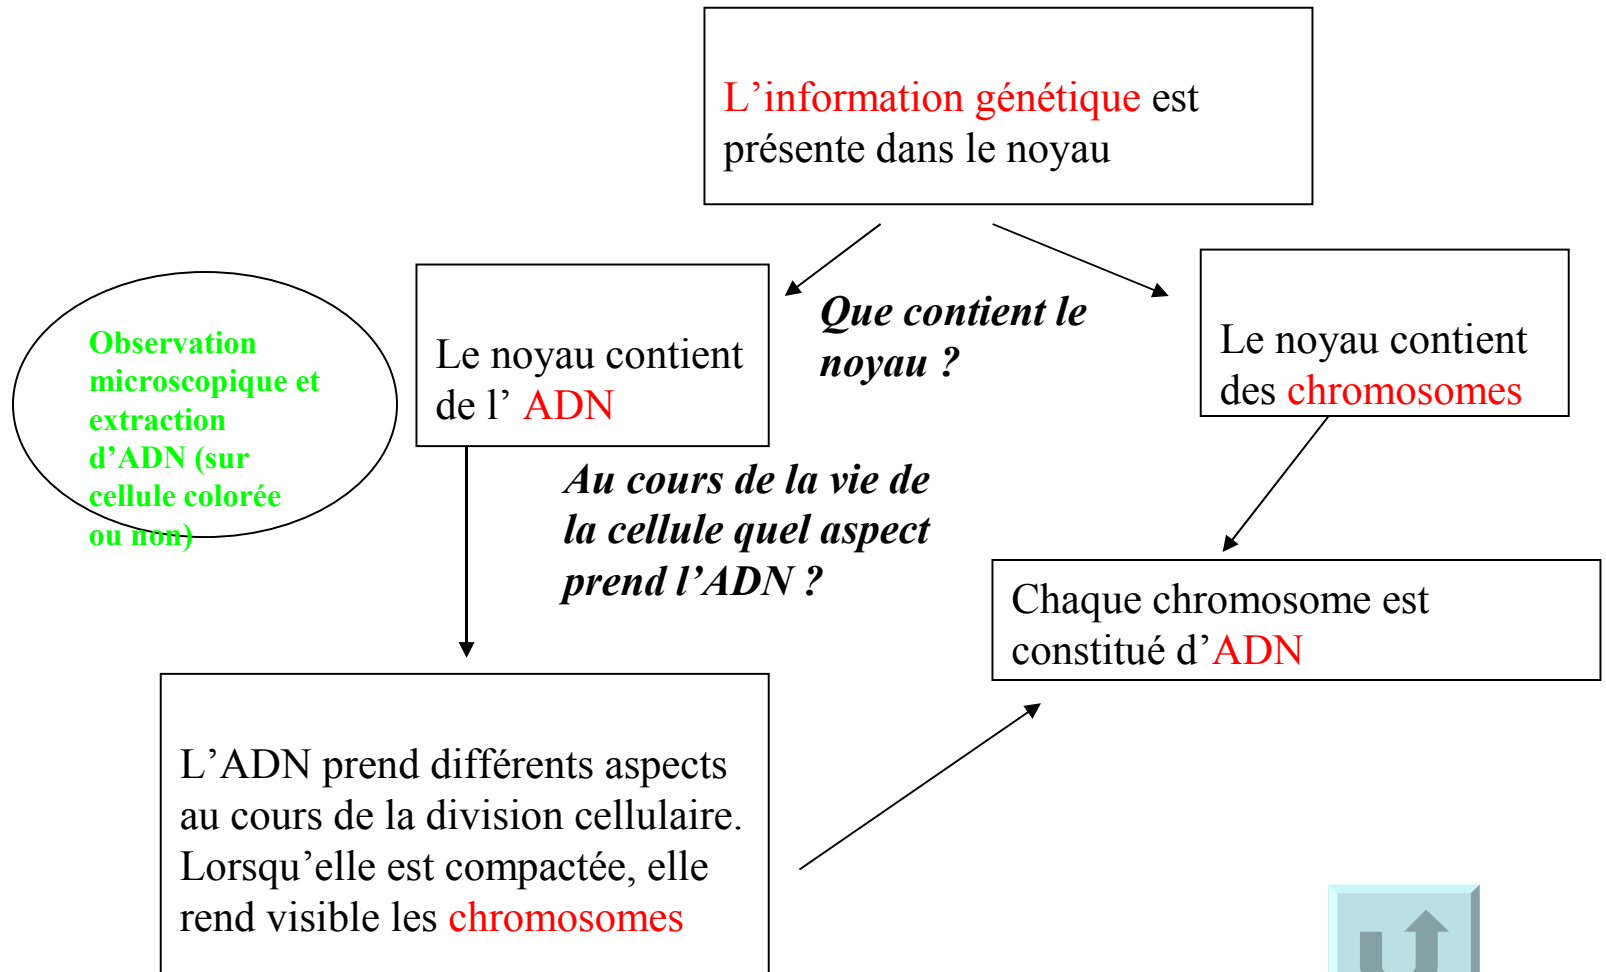 L’information génétique est
présente dans le noyau
Observation
microscopique et
extraction
d’ADN (sur
cellule colorée
ou non)
Le noyau contient
de l’ ADN
Que contient le
noyau ?
Le noyau contient
des chromosomes
Au cours de la vie de
la cellule quel aspect
prend l’ADN ?
Chaque chromosome est
constitué d’ADN
L’ADN prend différents aspects
au cours de la division cellulaire.
Lorsqu’elle est compactée, elle
rend visible les chromosomes